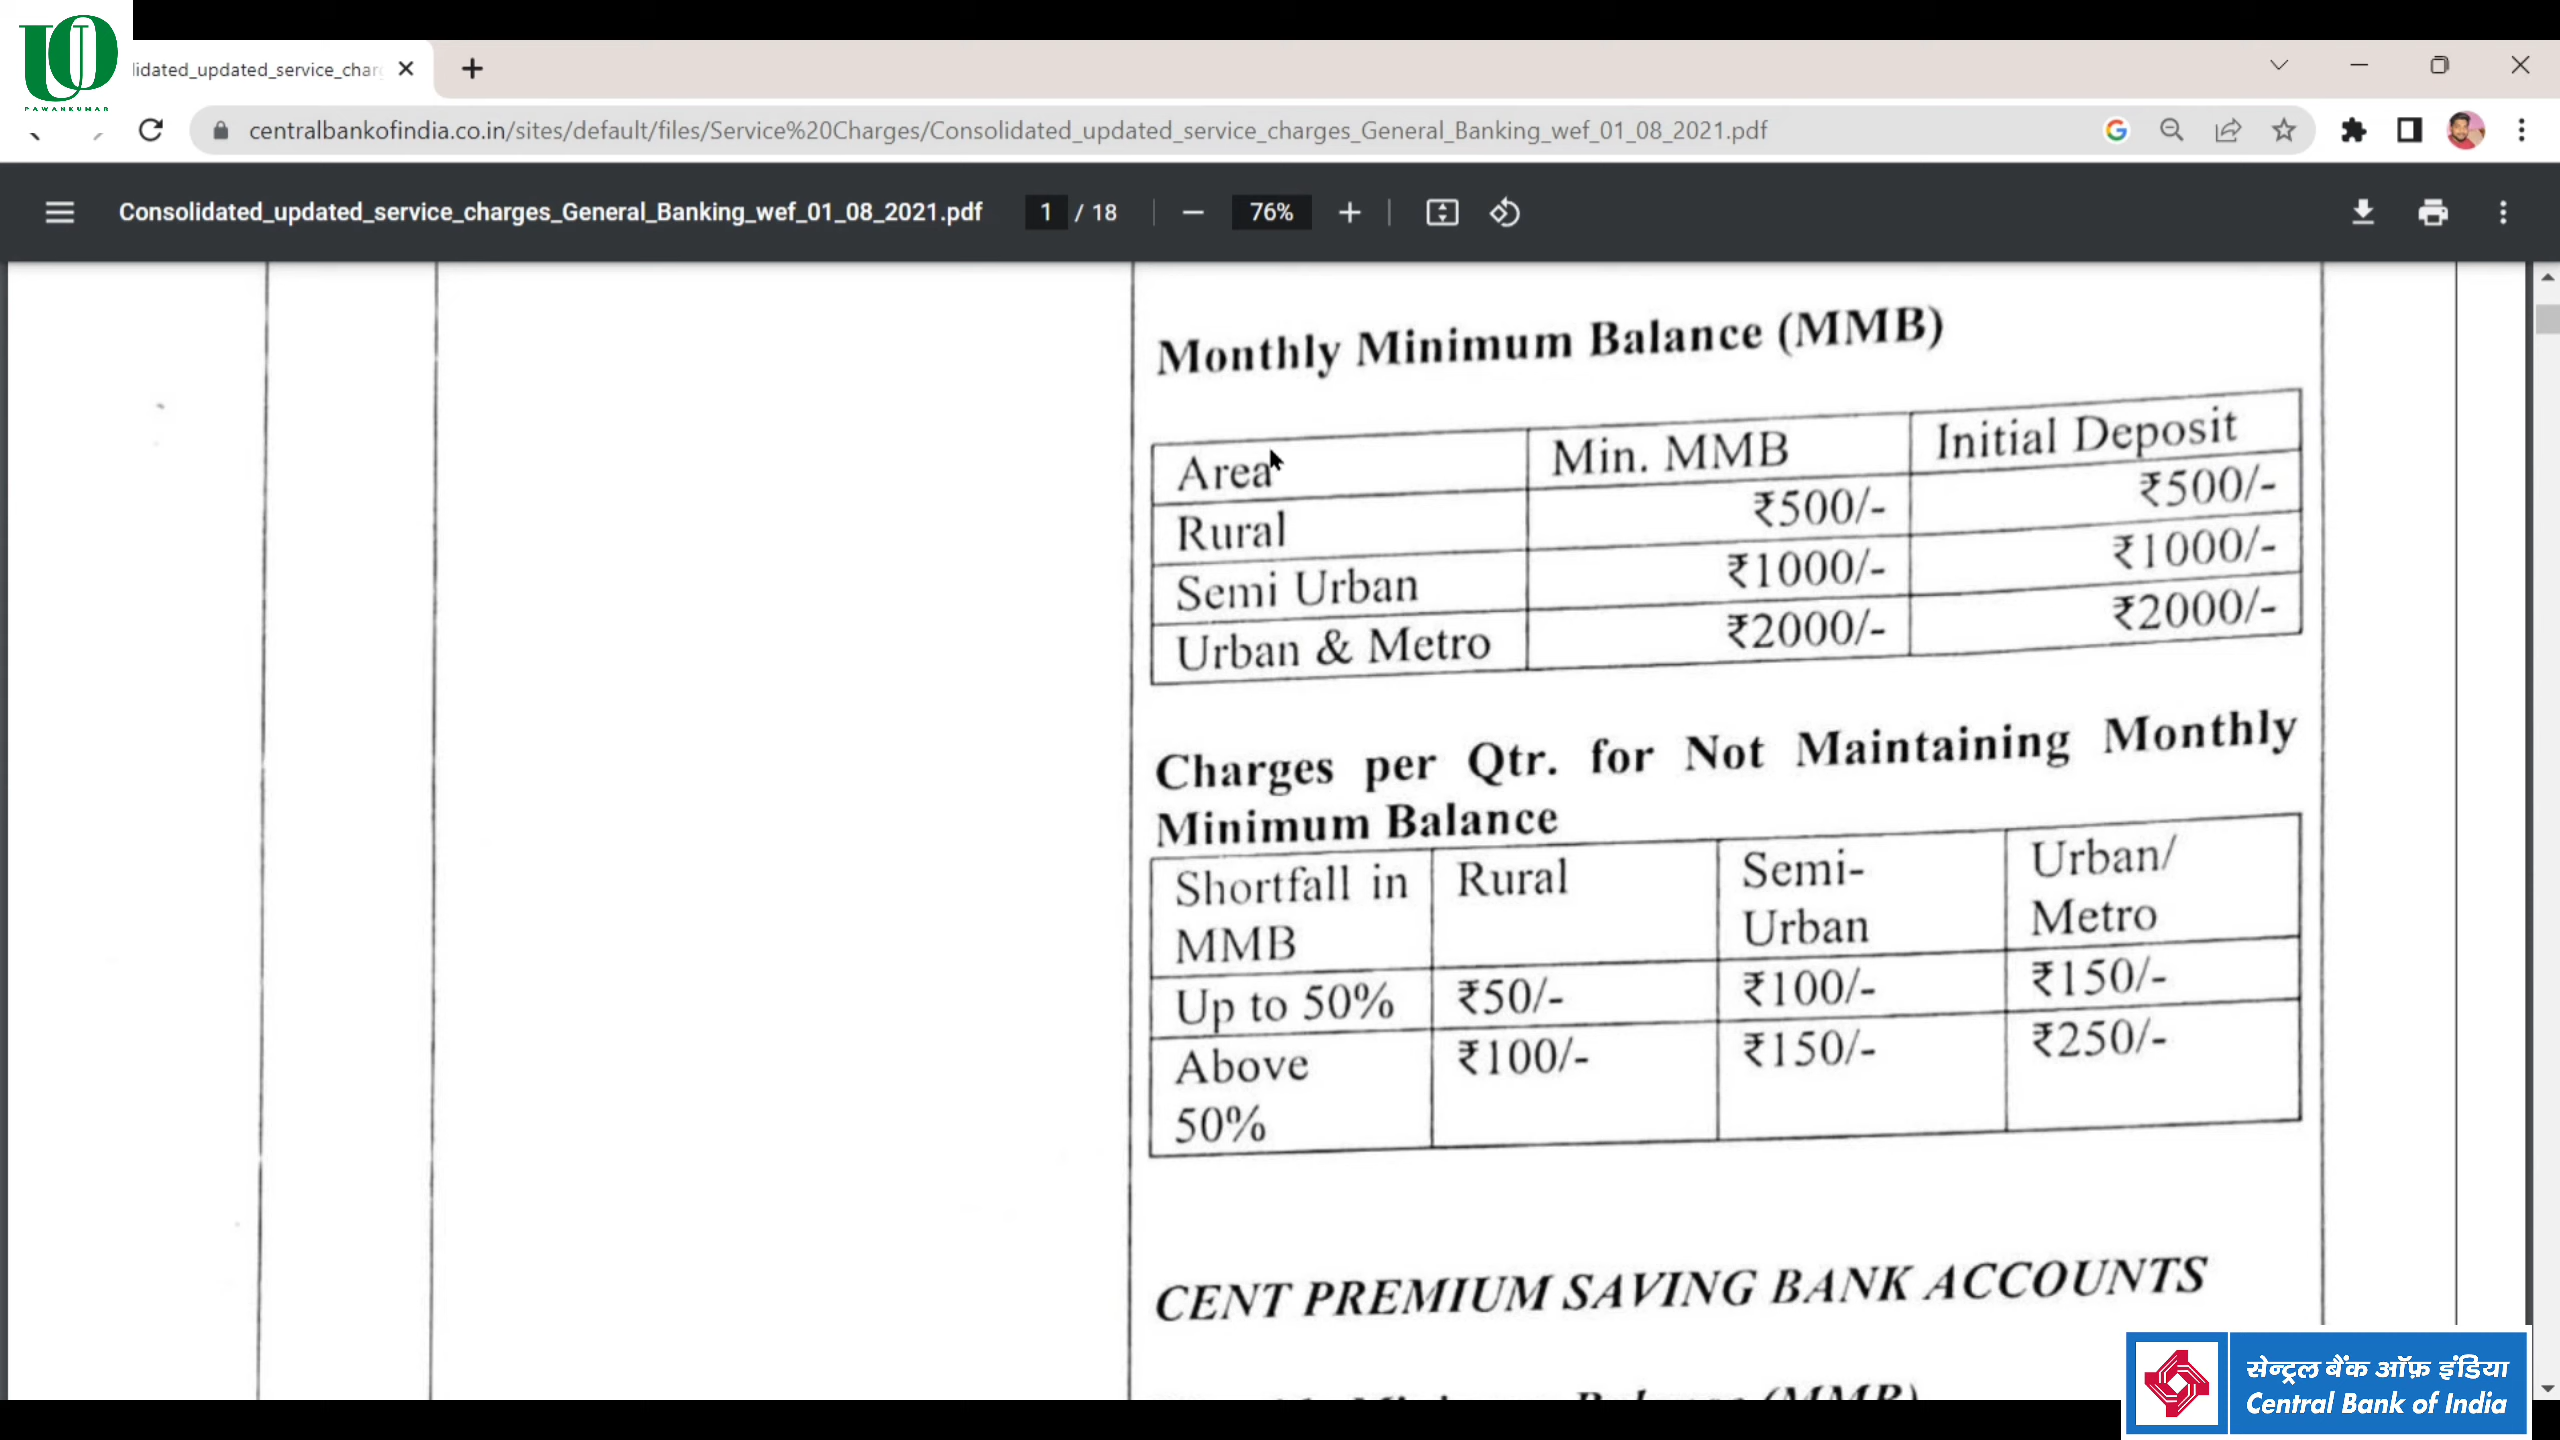 UO
PAWANKUMAR
lidated_updated_service_char
centralbankofindia.co.in/sites/default/files/Service%20Charges/Consolidated_updated_service_charges_General_Banking_wef_01_08_2021.pdf
Consolidated_updated_service_charges_General_Banking_wef_01_08_2021.pdf 1 / 18 76%
Monthly Minimum Balance (MMB)
Area Min. MMB Initial Deposit
Rural ₹500/- ₹500/-
Semi Urban ₹1000/- ₹1000/-
Urban & Metro ₹2000/- ₹2000/-
Charges per Qtr. for Not Maintaining Monthly
Minimum Balance
Shortfall in MMB Rural Semi-Urban Urban/ Metro
Up to 50% ₹50/- ₹100/- ₹150/-
Above 50% ₹100/- ₹150/- ₹250/-
CENT PREMIUM SAVING BANK ACCOUNTS
सेन्ट्रल बैंक ऑफ़ इंडिया
Central Bank of India